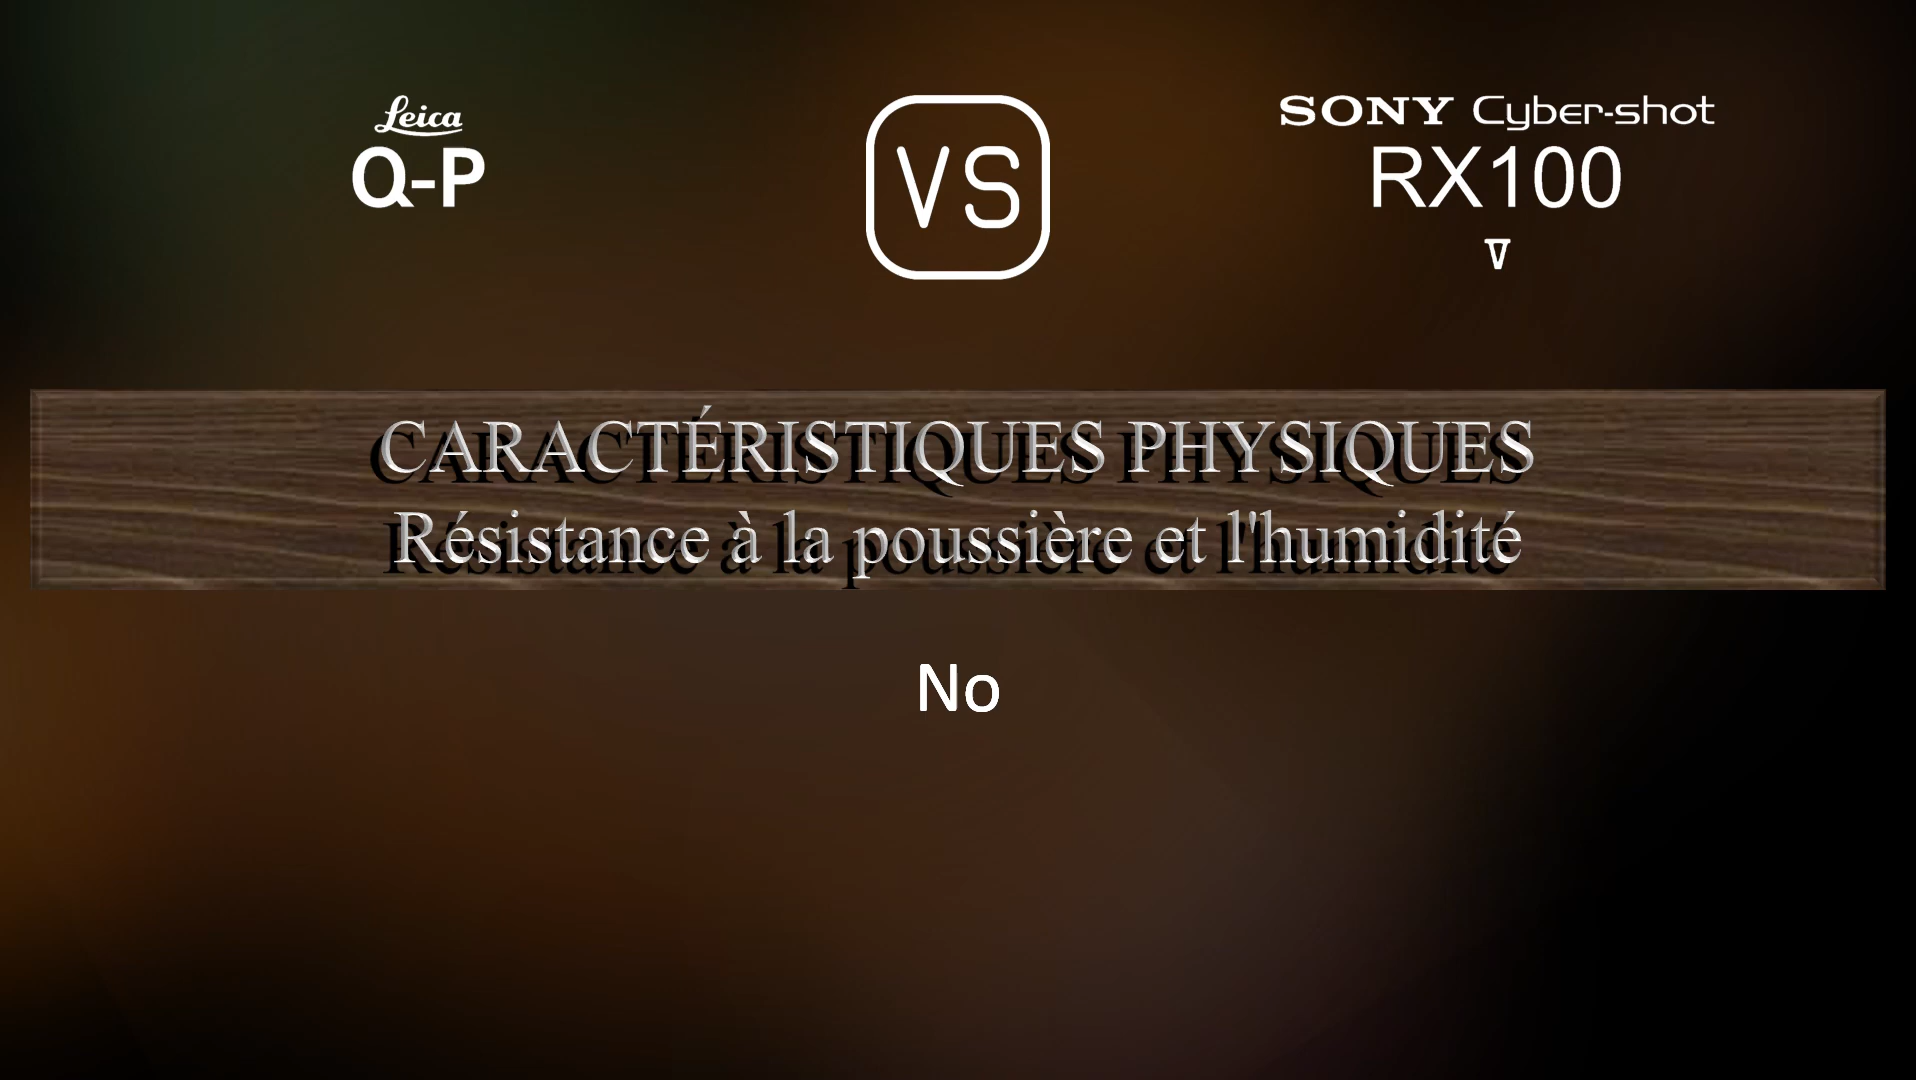 Leica
Q-P
VS
SONY Cyber-shot
RX100
V
CARACTÉRISTIQUES PHYSIQUES
Résistance à la poussière et l'humidité
No